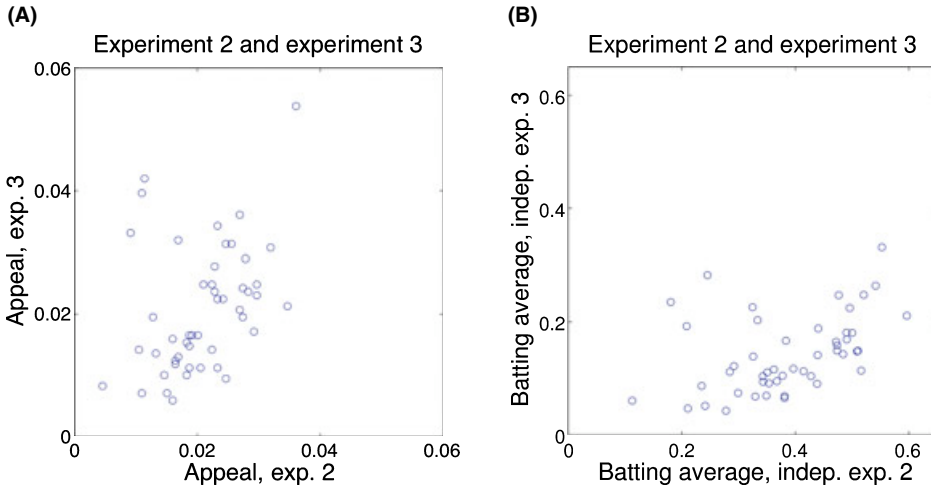 (A)
Experiment 2 and experiment 3
0.06
0.04
0.02
0
0
0.02
0.04
0.06
Appeal, exp. 3
Appeal, exp. 2
(B)
Experiment 2 and experiment 3
0.6
0.4
0.2
0
0
0.2
0.4
0.6
Batting average, indep. exp. 3
Batting average, indep. exp. 2